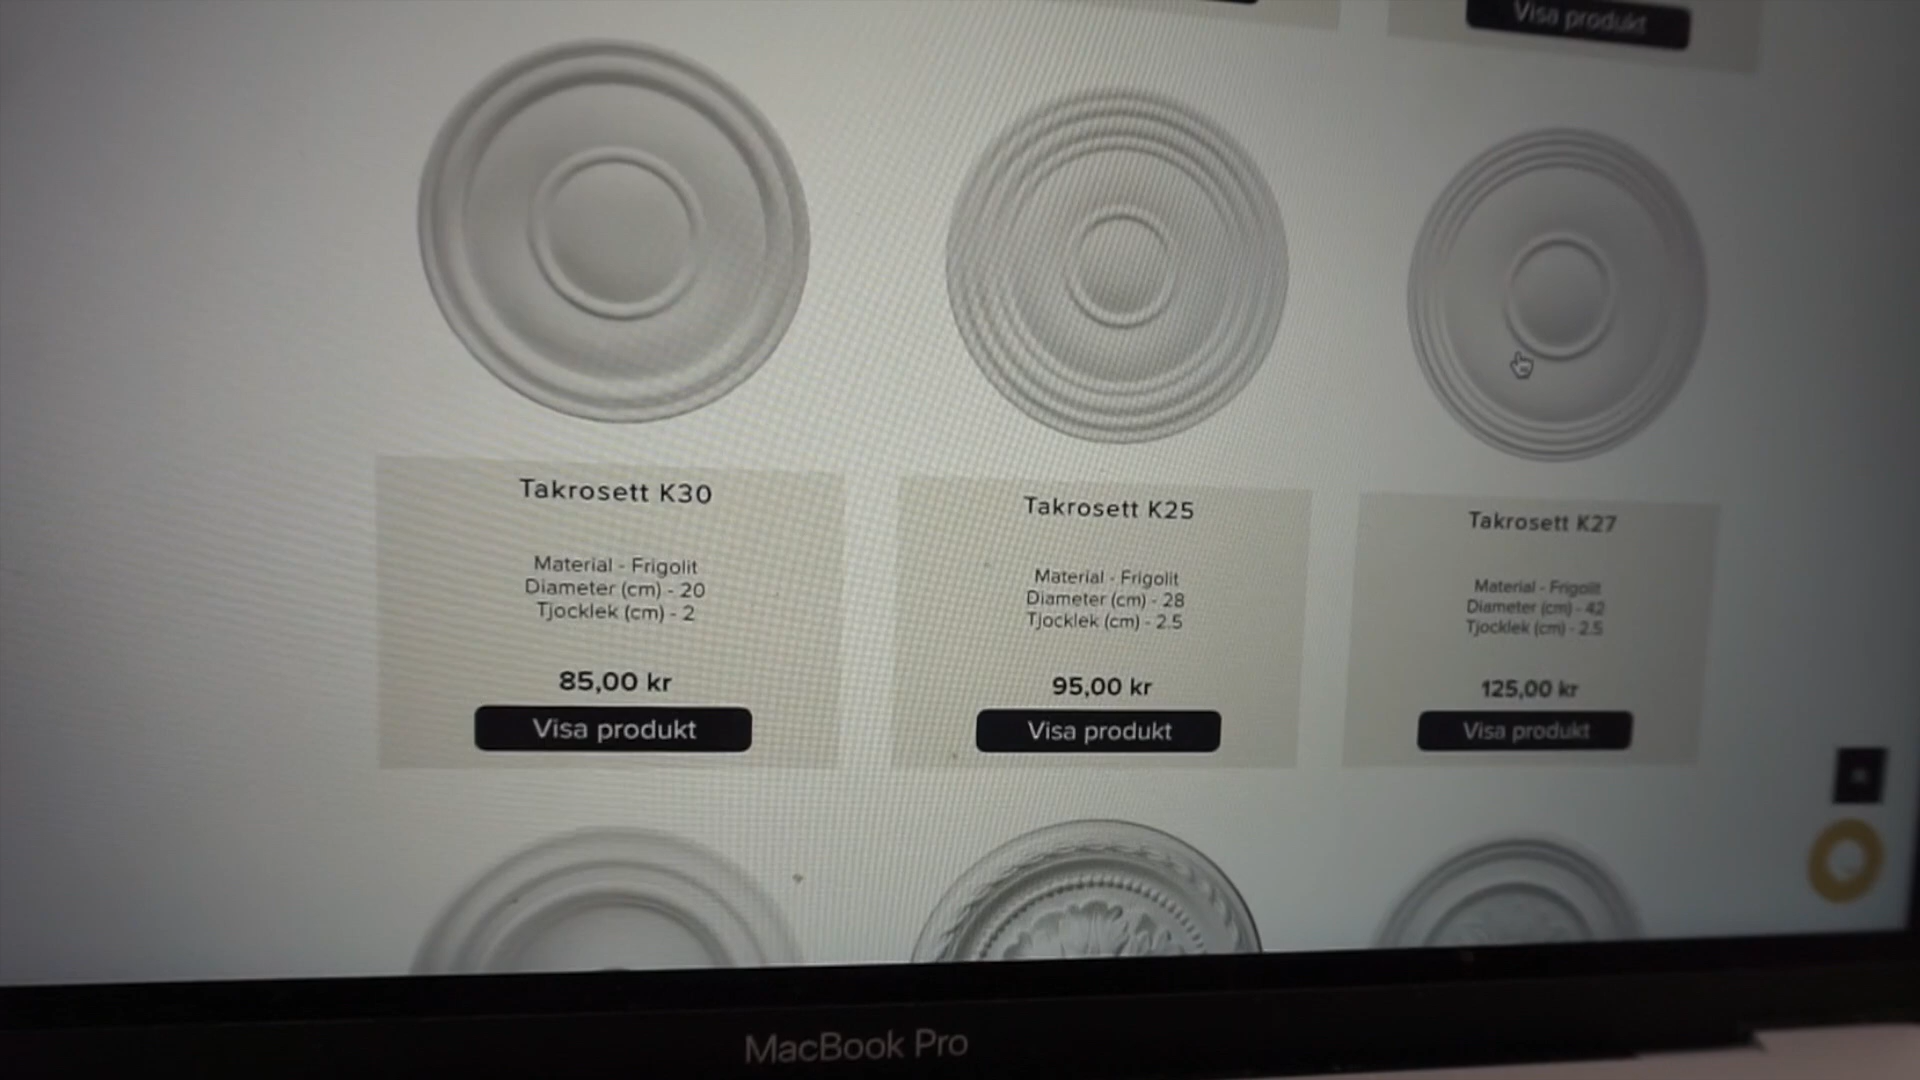 Visa produkt
Takrosett K30
Material - Frigolit
Diameter (cm) - 20
Tjocklek (cm) - 2
85,00 kr
Visa produkt
Takrosett K25
Material - Frigolit
Diameter (cm) - 28
Tjocklek (cm) - 2.5
95,00 kr
Visa produkt
Takrosett K27
Material - Frigolit
Diameter (cm) - 42
Tjocklek (cm) - 2.5
125,00 kr
Visa produkt
MacBook Pro